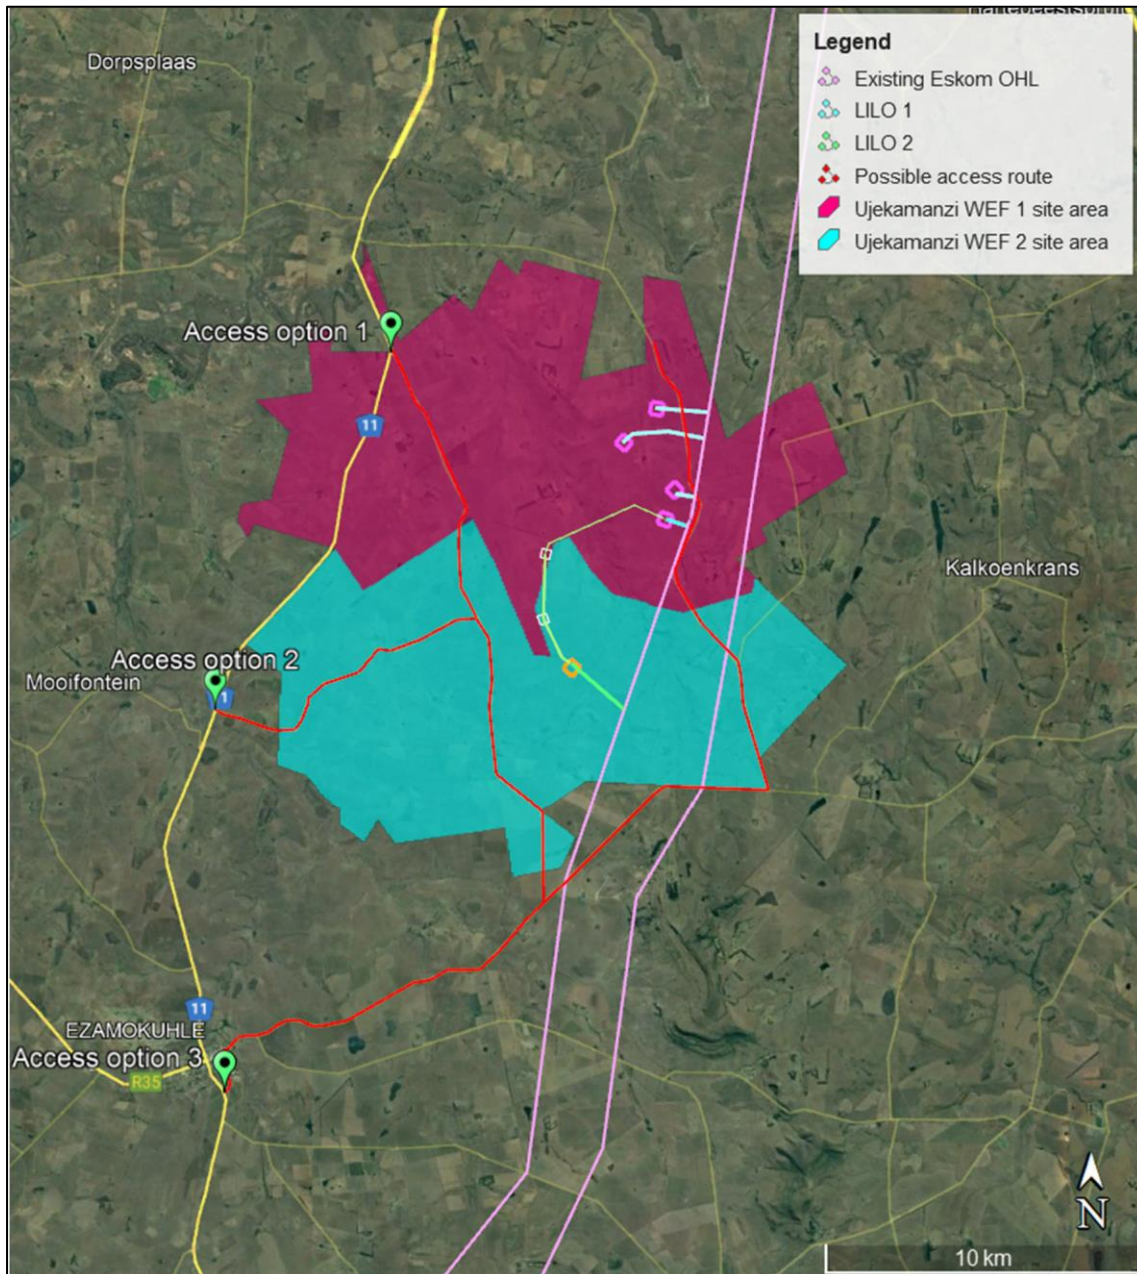 Dorpsplaas
Legend
Existing Eskom OHL
LILO 1
LILO 2
Possible access route
Ujekamanzi WEF 1 site area
Ujekamanzi WEF 2 site area
Access option 1
11
Kalkoenkrans
Access option 2
Mooifontein
11
EZAMOKUHLE
Access option 3
R35
N
10 km